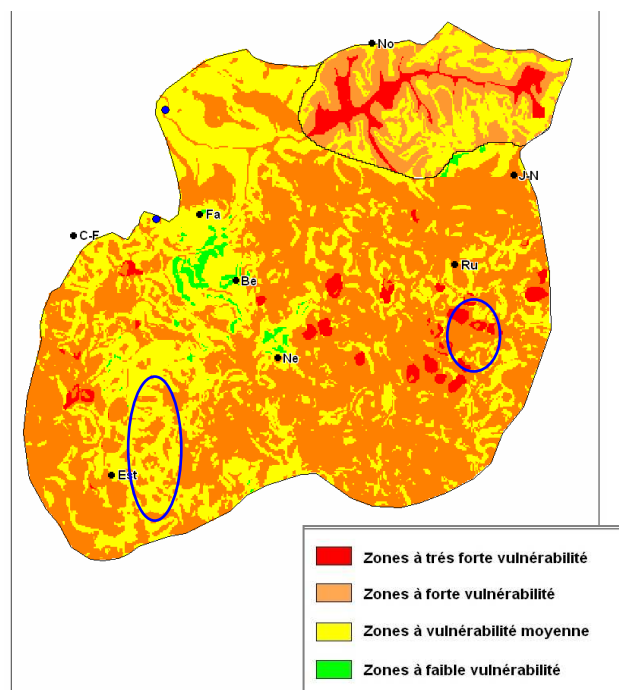 No
J-N
Fa
C-F
Ru
Be
Ne
Est
Zones à trés forte vulnérabilité
Zones à forte vulnérabilité
Zones à vulnérabilité moyenne
Zones à faible vulnérabilité